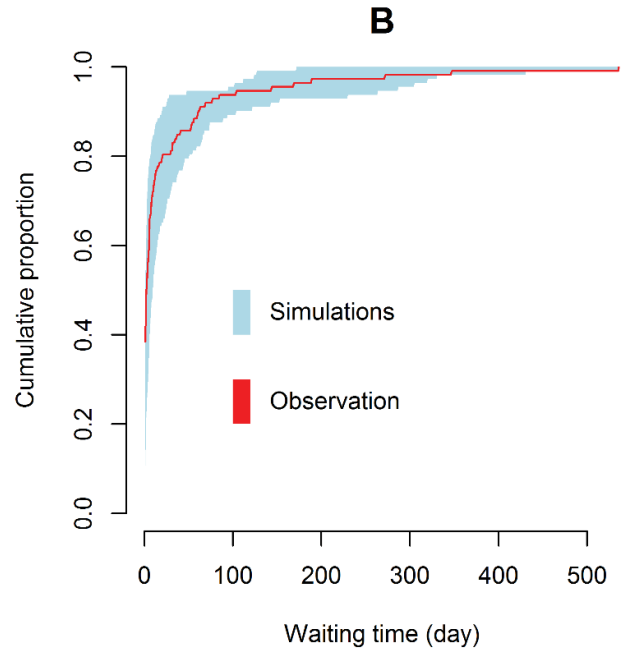 B
Cumulative proportion
1.0
0.8
0.6
0.4
0.2
0.0
Simulations
Observation
0 100 200 300 400 500
Waiting time (day)